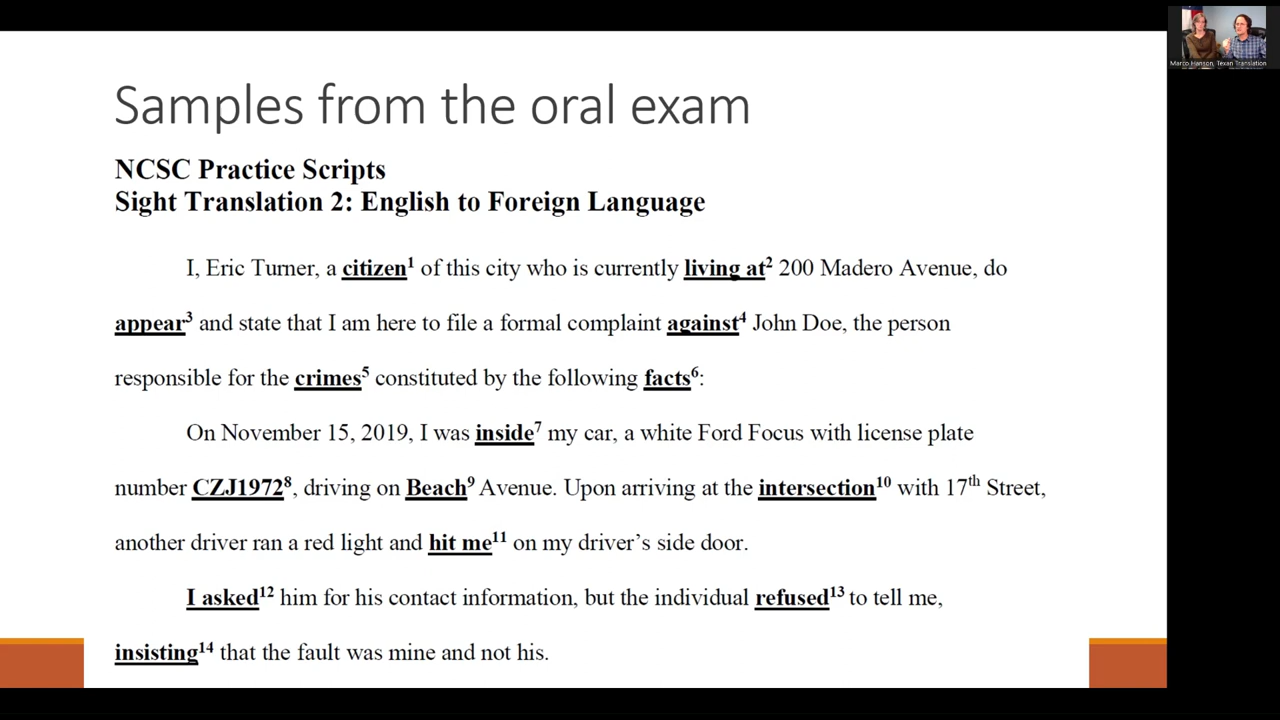 Marco Hanson, Texan Translation
Samples from the oral exam
NCSC Practice Scripts
Sight Translation 2: English to Foreign Language
I, Eric Turner, a citizen1 of this city who is currently living at2 200 Madero Avenue, do
appear3 and state that I am here to file a formal complaint against4 John Doe, the person
responsible for the crimes5 constituted by the following facts6:
On November 15, 2019, I was inside7 my car, a white Ford Focus with license plate
number CZJ19728, driving on Beach9 Avenue. Upon arriving at the intersection10 with 17th Street,
another driver ran a red light and hit me11 on my driver’s side door.
I asked12 him for his contact information, but the individual refused13 to tell me,
insisting14 that the fault was mine and not his.